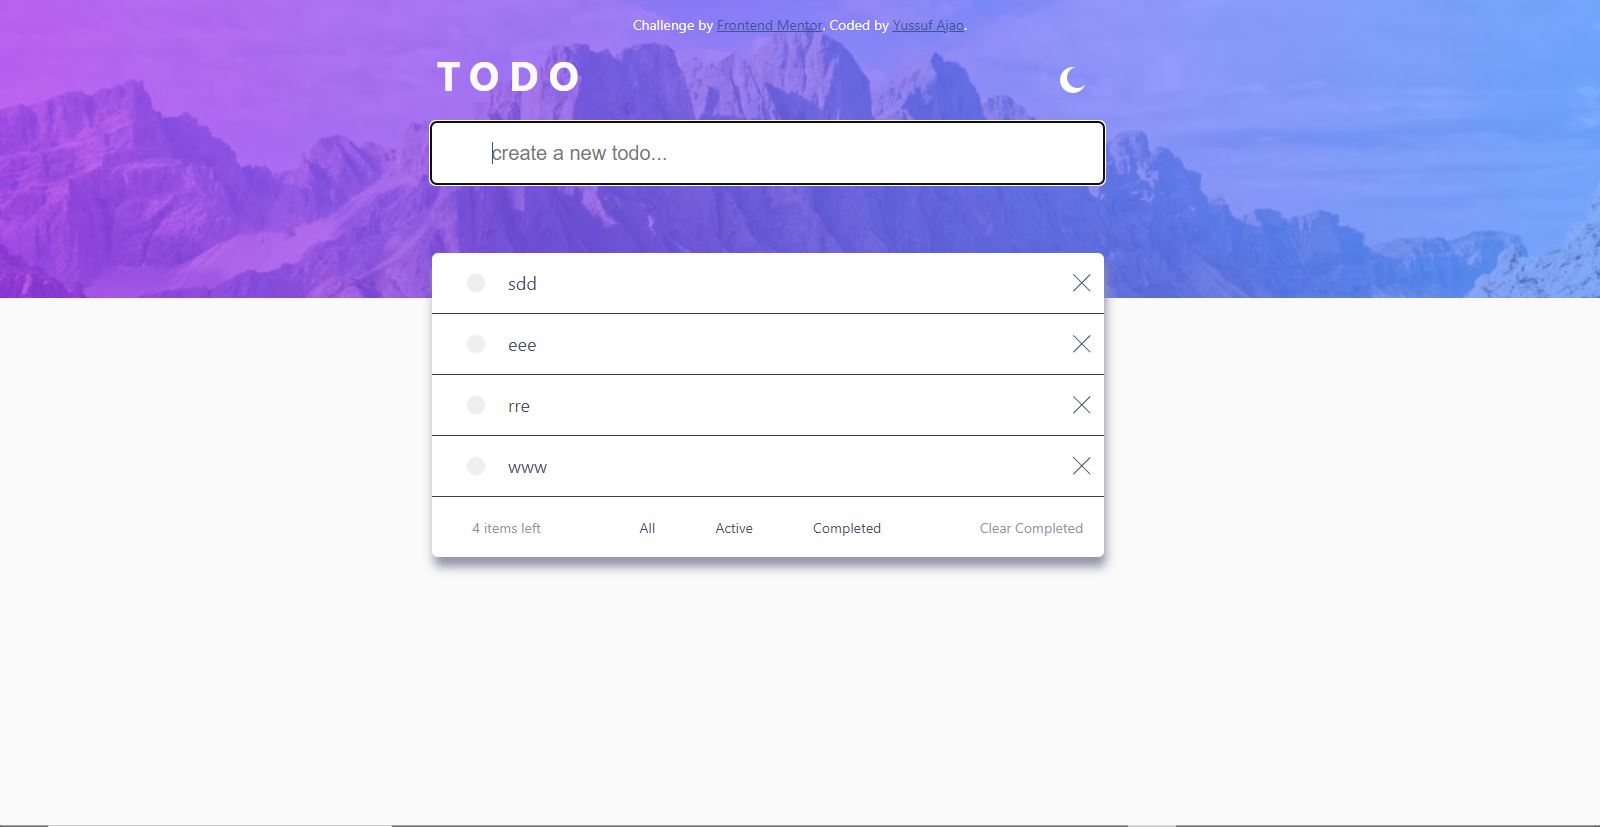 Challenge by Frontend Mentor. Coded by Yussuf Ajao.
TODO
create a new todo...
sdd
eee
rre
www
4 items left All Active Completed Clear Completed